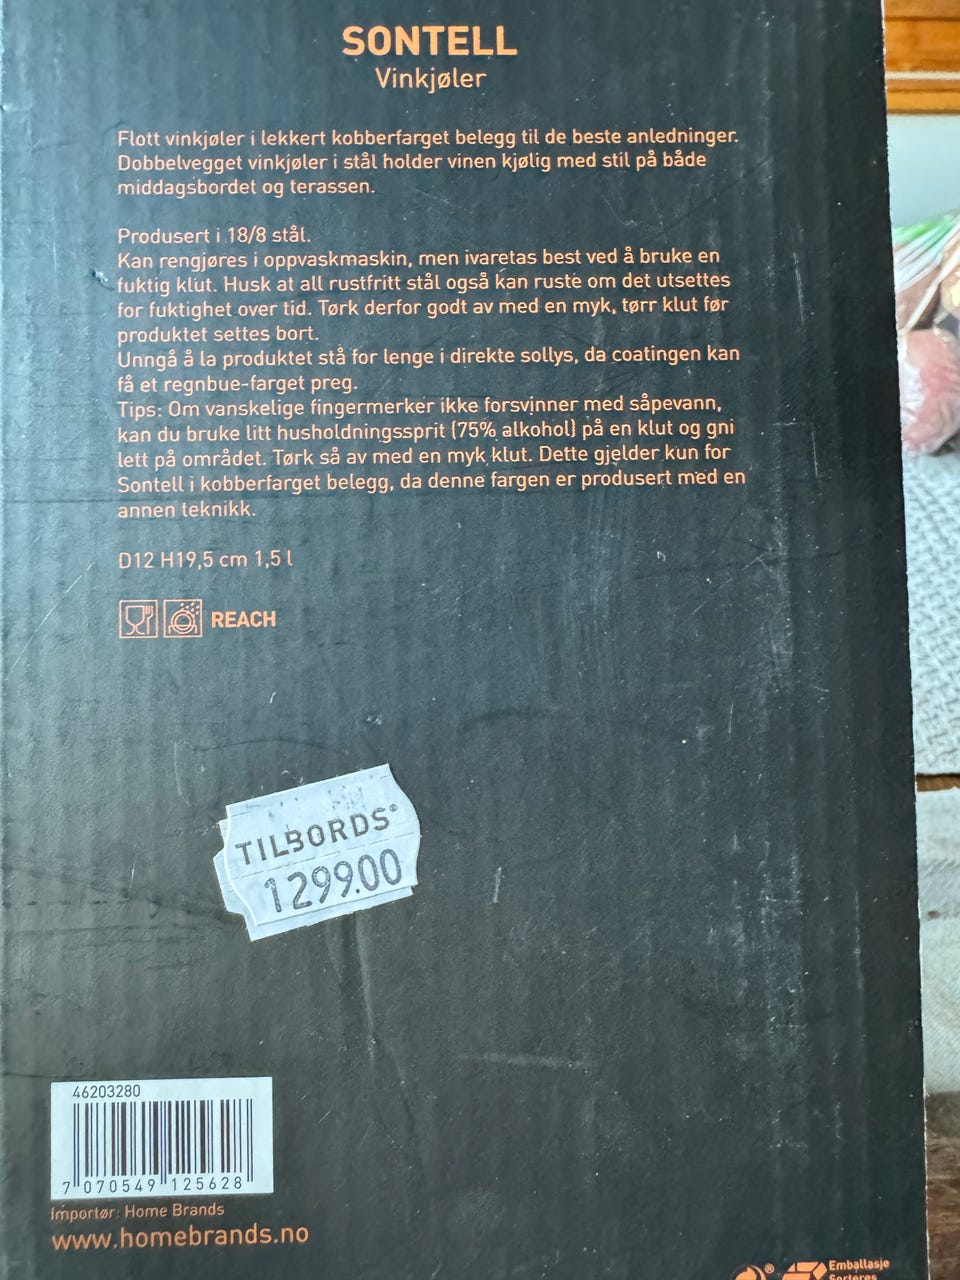 SONTELL
Vinkjøler
Flott vinkjøler i lekkert kobberfarget belegg til de beste anledninger.
Dobbelvegget vinkjøler i stål holder vinen kjølig med stil på både
middagsbordet og terassen.
Produsert i 18/8 stål.
Kan rengjøres i oppvaskmaskin, men ivaretas best ved å bruke en
fuktig klut. Husk at all rustfritt stål også kan ruste om det utsettes
for fuktighet over tid. Tørk derfor godt av med en myk, tørr klut før
produktet settes bort.
Unngå å la produktet stå for lenge i direkte sollys, da coatingen kan
få et regnbue-farget preg.
Tips: Om vanskelige fingermerker ikke forsvinner med såpevann,
kan du bruke litt husholdningssprit (75% alkohol) på en klut og gni
lett på området. Tørk så av med en myk klut. Dette gjelder kun for
Sontell i kobberfarget belegg, da denne fargen er produsert med en
annen teknikk.
D12 H19,5 cm 1,5 l
REACH
TILBORDS®
1299.00
46203280
7 070549 125628
Importør: Home Brands
www.homebrands.no
® Emballasje
Sorteres